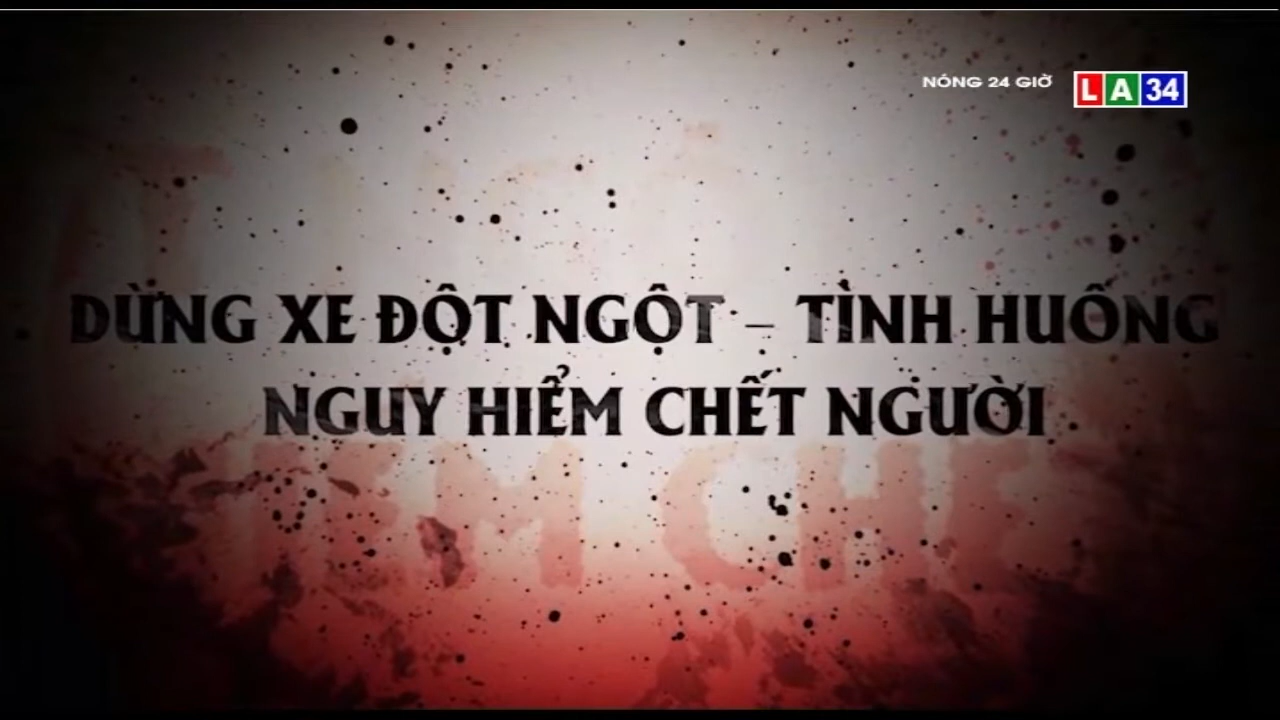 NÓNG 24 GIỜ LA34
DỪNG XE ĐỘT NGỘT – TÌNH HUỐNG
NGUY HIỂM CHẾT NGƯỜI